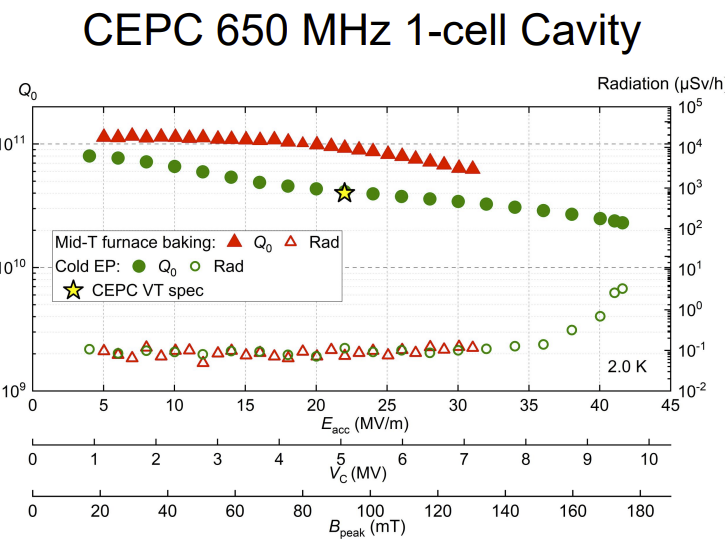 CEPC 650 MHz 1-cell Cavity
Q0
Radiation (μSv/h)
10^11
10^10
10^9
10^5
10^4
10^3
10^2
10^1
10^0
10^-1
10^-2
Mid-T furnace baking: Q0 Rad
Cold EP: Q0 Rad
CEPC VT spec
2.0 K
0 5 10 15 20 25 30 35 40 45
Eacc (MV/m)
0 1 2 3 4 5 6 7 8 9 10
VC (MV)
0 20 40 60 80 100 120 140 160 180
Bpeak (mT)